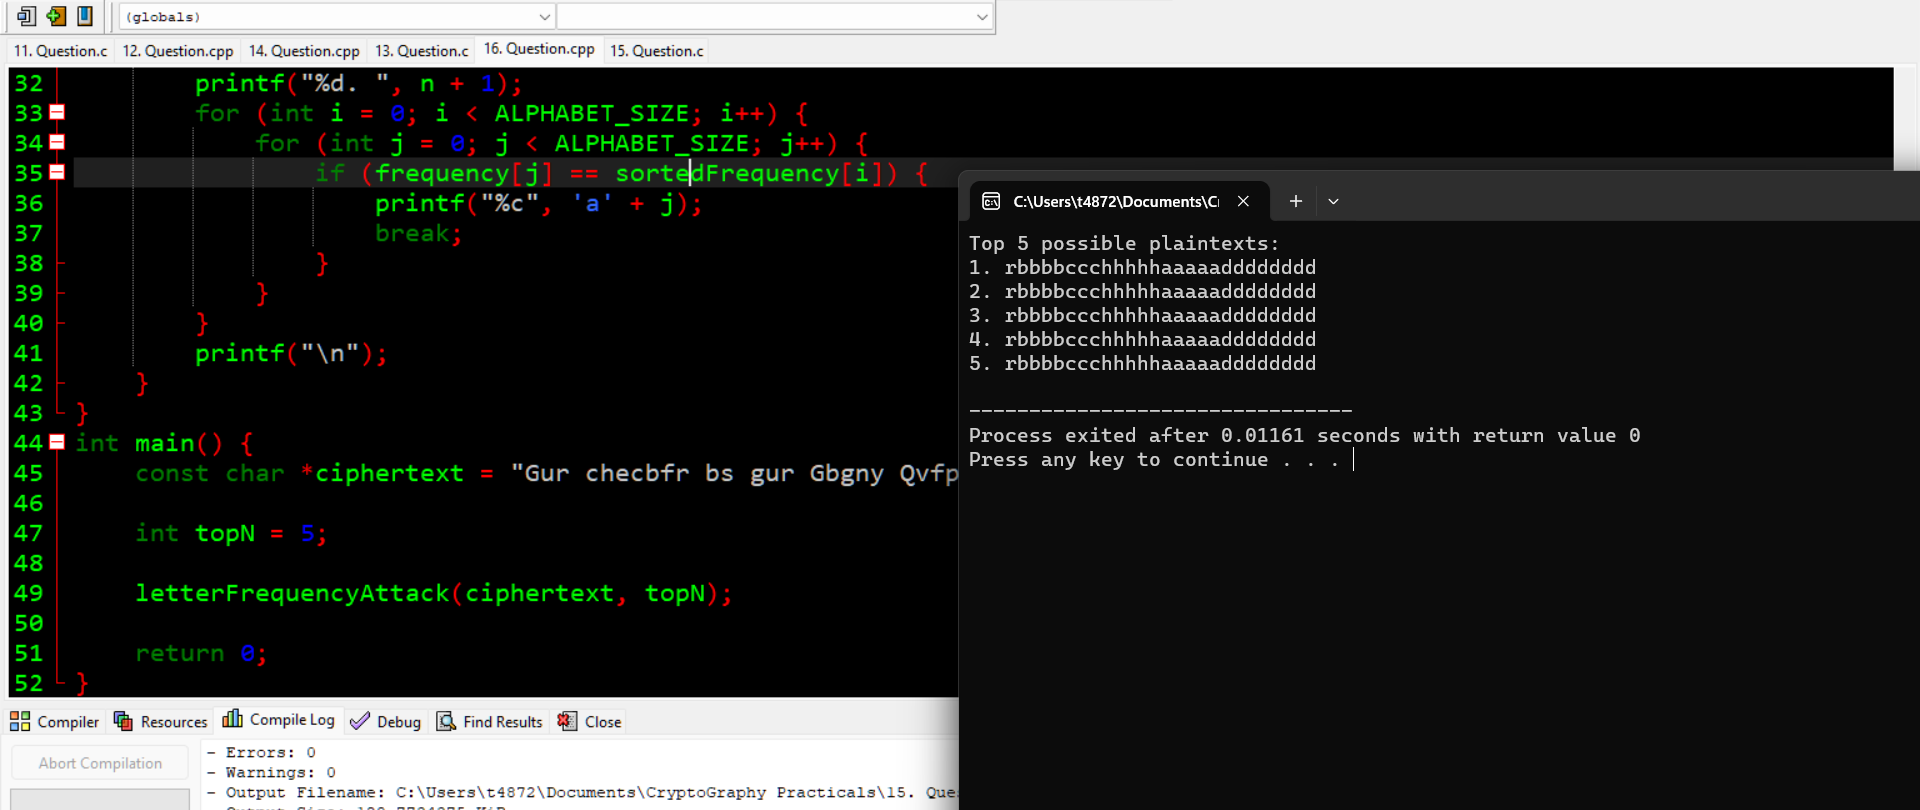 (globals)
11. Question.c 12. Question.cpp 14. Question.cpp 13. Question.c 16. Question.cpp 15. Question.c
32 printf("%d. ", n + 1);
33 for (int i = 0; i < ALPHABET_SIZE; i++) {
34 for (int j = 0; j < ALPHABET_SIZE; j++) {
35 if (frequency[j] == sortedFrequency[i]) {
36 printf("%c", 'a' + j);
37 break;
38 }
39 }
40 }
41 printf("\n");
42 }
43 }
44 int main() {
45 const char *ciphertext = "Gur checbfr bs gur Gbgny Qvfp
46
47 int topN = 5;
48
49 letterFrequencyAttack(ciphertext, topN);
50
51 return 0;
52 }
C:\Users\t4872\Documents\C
Top 5 possible plaintexts:
1. rbbbbccchhhhhaaaaadddddddd
2. rbbbbccchhhhhaaaaadddddddd
3. rbbbbccchhhhhaaaaadddddddd
4. rbbbbccchhhhhaaaaadddddddd
5. rbbbbccchhhhhaaaaadddddddd
--------------------------------
Process exited after 0.01161 seconds with return value 0
Press any key to continue . . .
Compiler Resources Compile Log Debug Find Results Close
Abort Compilation
- Errors: 0
- Warnings: 0
- Output Filename: C:\Users\t4872\Documents\CryptoGraphy Practicals\15. Que